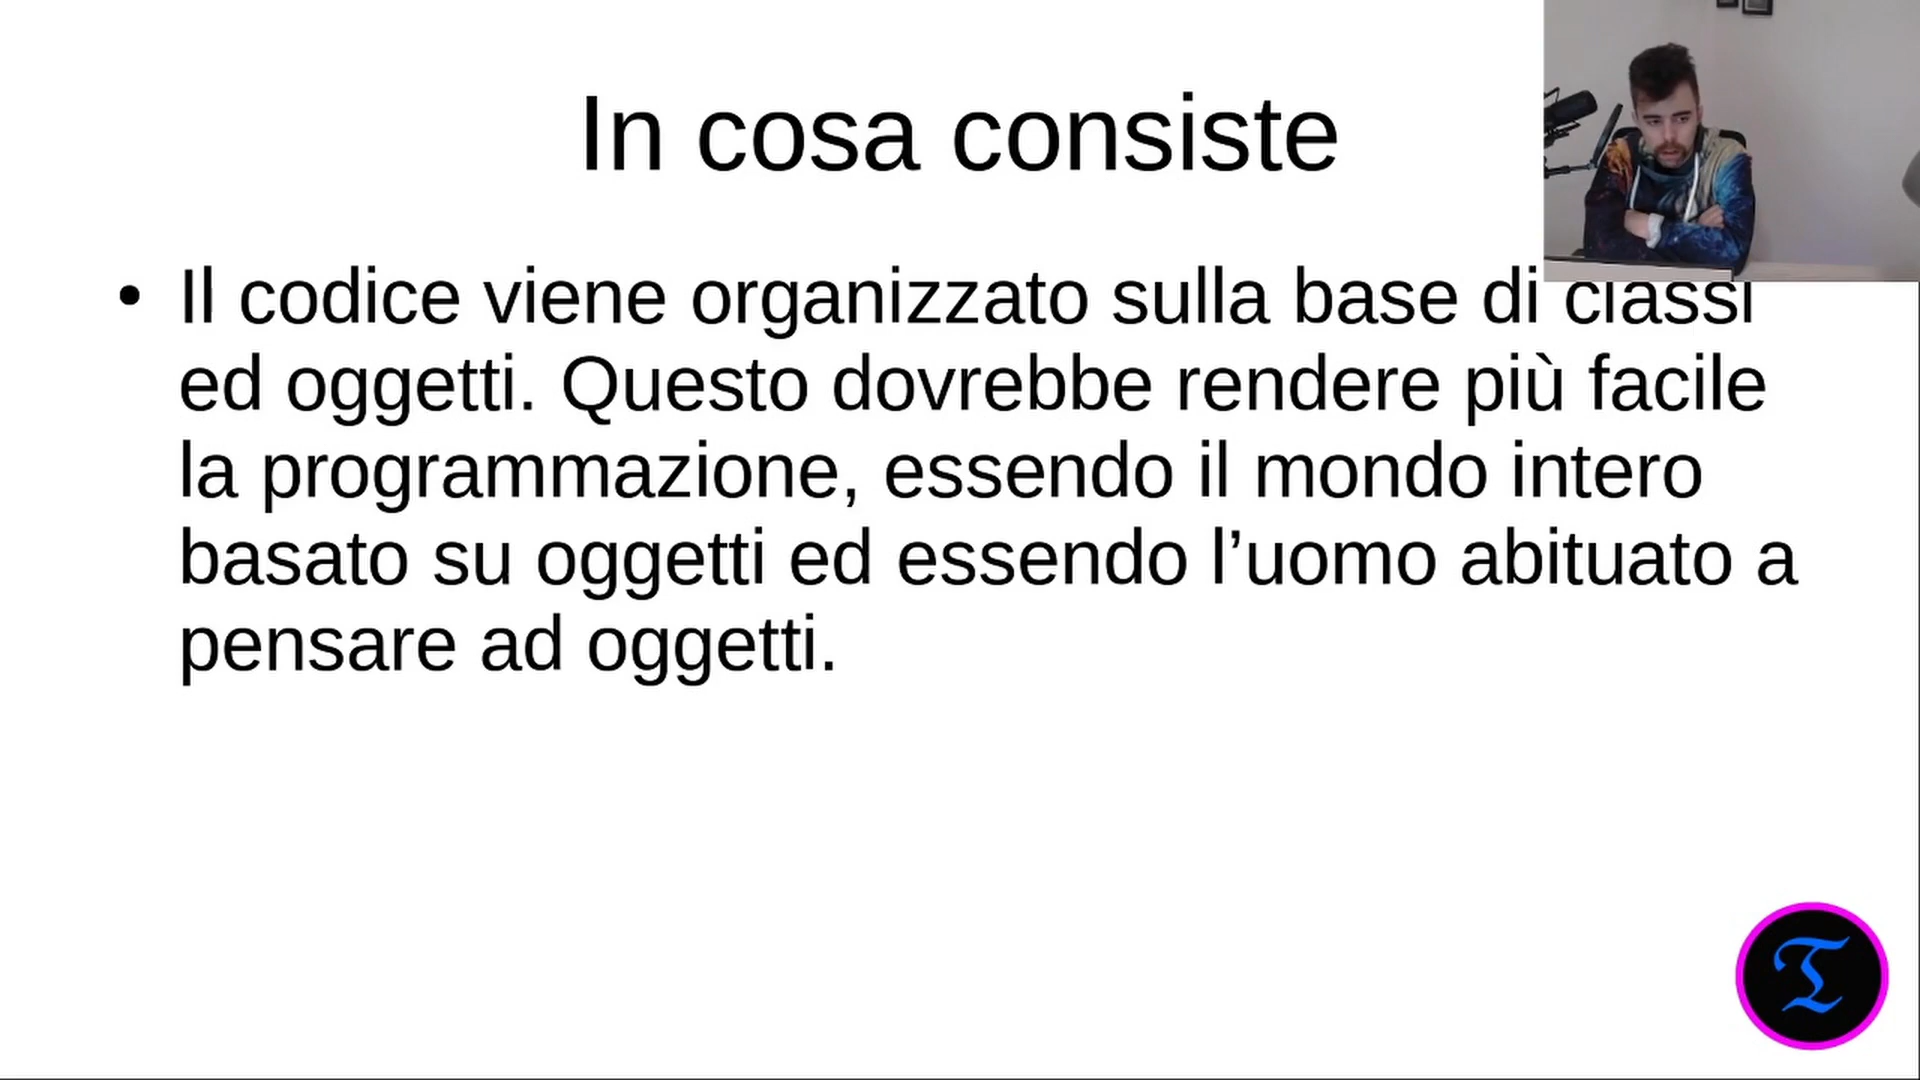 In cosa consiste
• Il codice viene organizzato sulla base di classi
ed oggetti. Questo dovrebbe rendere più facile
la programmazione, essendo il mondo intero
basato su oggetti ed essendo l’uomo abituato a
pensare ad oggetti.